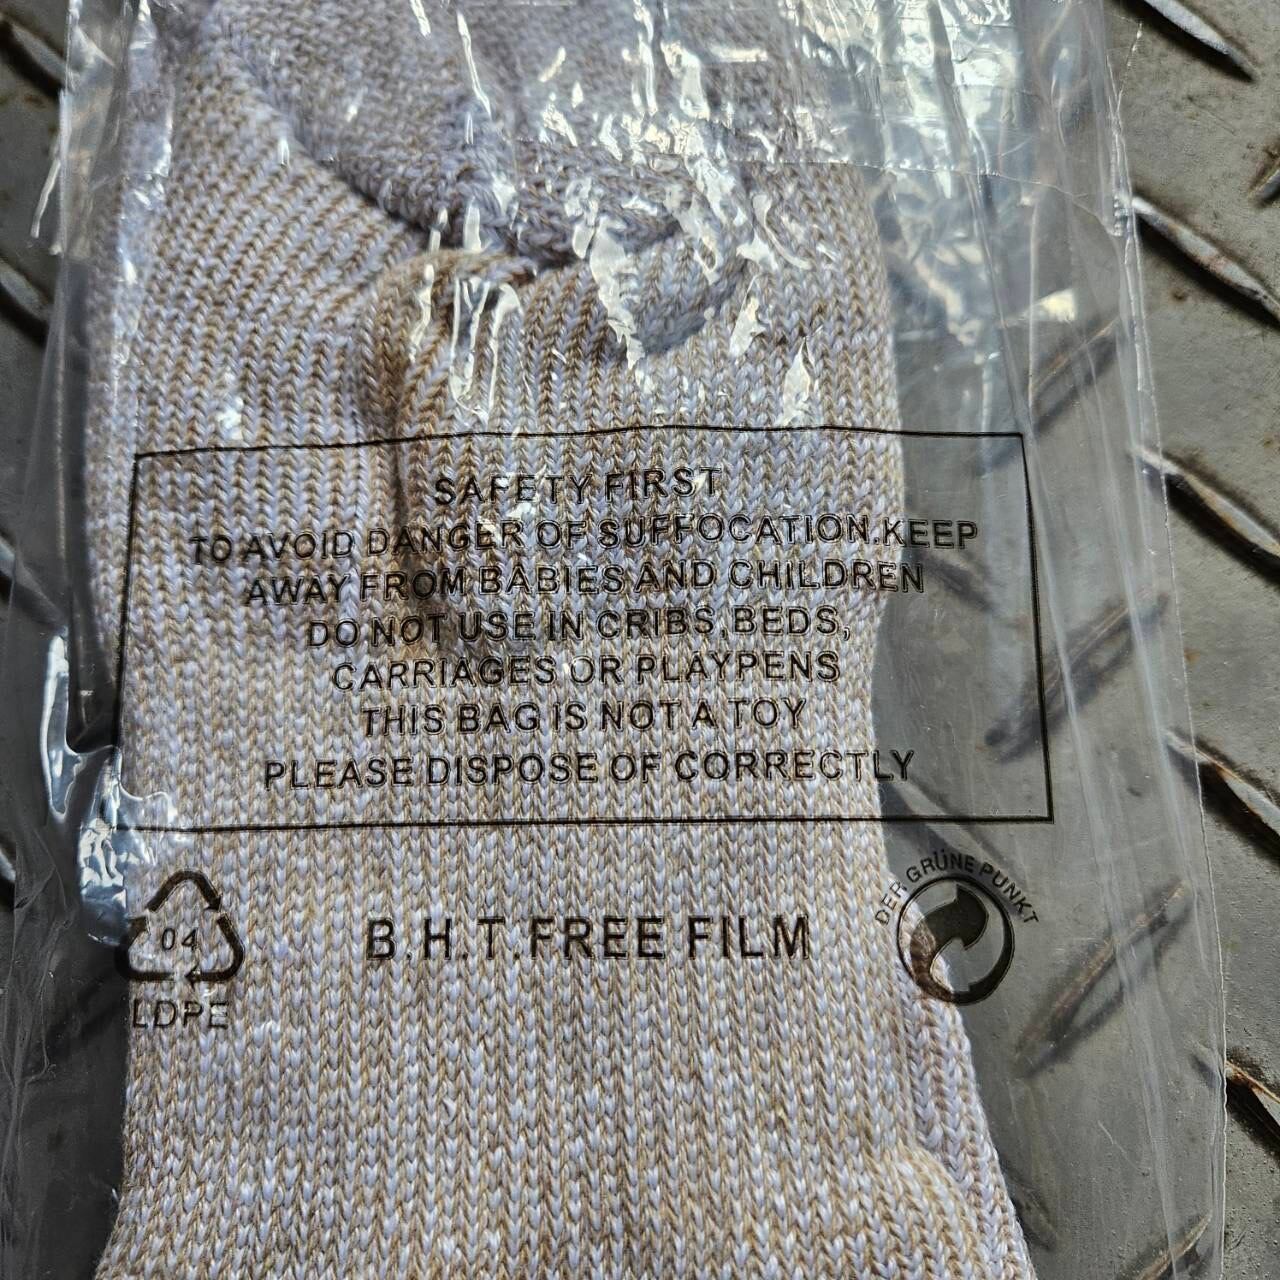 SAFETY FIRST
TO AVOID DANGER OF SUFFOCATION.KEEP
AWAY FROM BABIES AND CHILDREN
DO NOT USE IN CRIBS,BEDS,
CARRIAGES OR PLAYPENS
THIS BAG IS NOT A TOY
PLEASE DISPOSE OF CORRECTLY
04
LDPE
B.H.T.FREE FILM
DER GRÜNE PUNKT